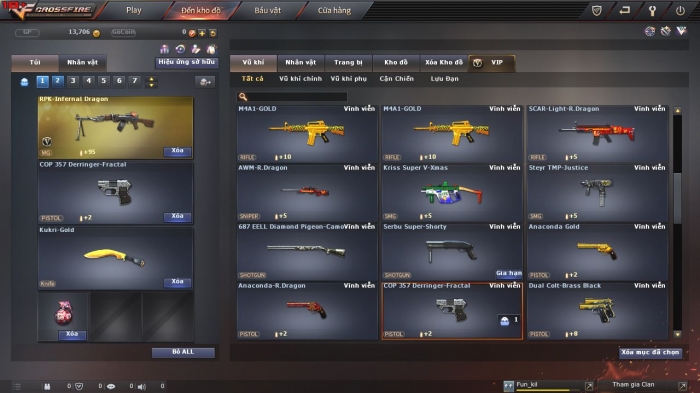 CROSSFIRE
Play
Đến kho đồ
Báu vật
Cửa hàng
GP
13,706
GoCoin
0
Túi
Nhân vật
Hiệu ứng sở hữu
1 2 3 4 5 6 7
RPK-Infernal Dragon
MG
+95
Xóa
COP 357 Derringer-Fractal
PISTOL
+2
Xóa
Kukri-Gold
Knife
Xóa
Xóa
Bỏ ALL
Vũ khí
Nhân vật
Trang bị
Kho đồ
Xóa Kho đồ
VIP
Tất cả
Vũ khí chính
Vũ khí phụ
Cận Chiến
Lựu Đạn
M4A1-GOLD Vĩnh viễn
RIFLE +10
M4A1-GOLD Vĩnh viễn
RIFLE +10
SCAR-Light-R.Dragon Vĩnh viễn
RIFLE +5
AWM-R.Dragon Vĩnh viễn
SNIPER +5
Kriss Super V-Xmas Vĩnh viễn
SMG +5
Steyr TMP-Justice Vĩnh viễn
SMG +5
687 EELL Diamond Pigeon-Camo Vĩnh viễn
SHOTGUN
Serbu Super-Shorty
SHOTGUN
Gia hạn
Anaconda Gold Vĩnh viễn
PISTOL +2
Anaconda-R.Dragon Vĩnh viễn
PISTOL +2
COP 357 Derringer-Fractal Vĩnh viễn
PISTOL +2
1
Dual Colt-Brass Black Vĩnh viễn
PISTOL +8
Xóa mục đã chọn
0
0
0
0
Fun_kil
Tham gia Clan